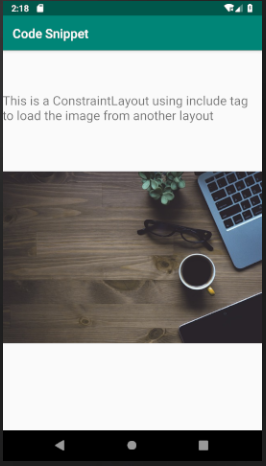 2:18
Code Snippet
This is a ConstraintLayout using include tag
to load the image from another layout